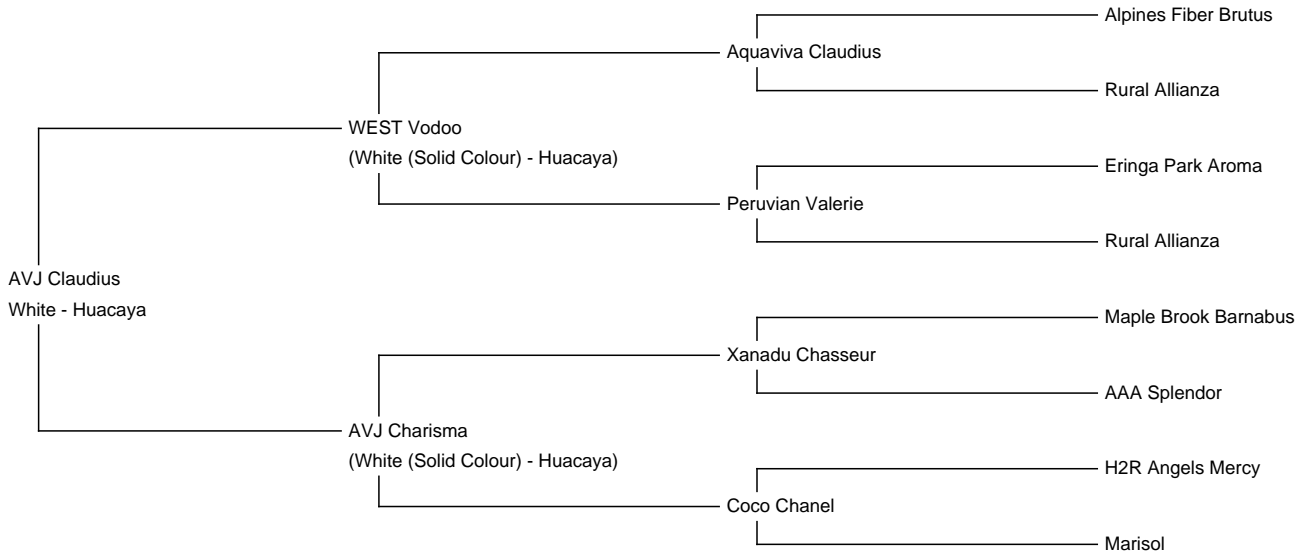 Alpines Fiber Brutus
Aquaviva Claudius
Rural Allianza
WEST Vodoo
(White (Solid Colour) - Huacaya)
Eringa Park Aroma
Peruvian Valerie
Rural Allianza
AVJ Claudius
White - Huacaya
Maple Brook Barnabus
Xanadu Chasseur
AAA Splendor
AVJ Charisma
(White (Solid Colour) - Huacaya)
H2R Angels Mercy
Coco Chanel
Marisol